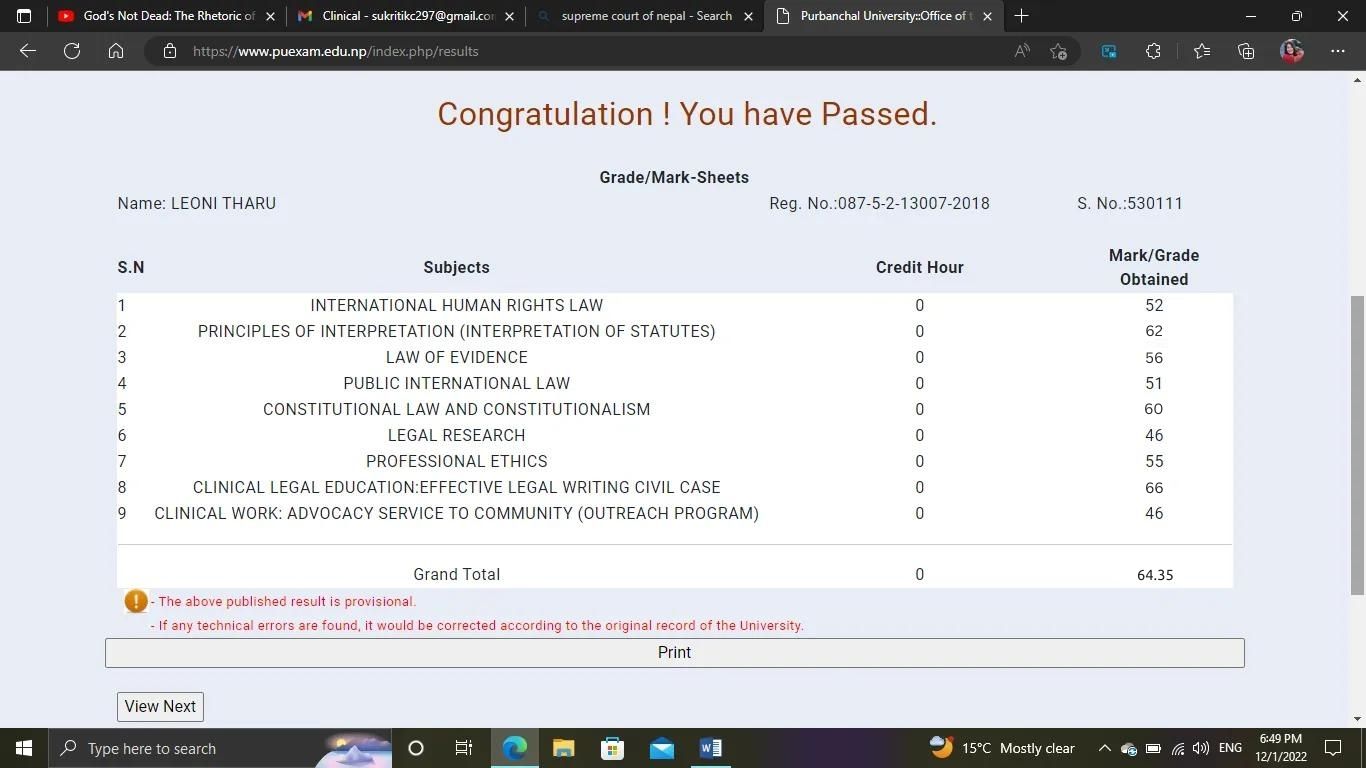 God's Not Dead: The Rhetoric of
Clinical - sukritikc297@gmail.com
supreme court of nepal - Search
Purbanchal University::Office of t
https://www.puexam.edu.np/index.php/results
Congratulation ! You have Passed.
Grade/Mark-Sheets
Name: LEONI THARU Reg. No.:087-5-2-13007-2018 S. No.:530111
S.N Subjects Credit Hour Mark/Grade Obtained
1 INTERNATIONAL HUMAN RIGHTS LAW 0 52
2 PRINCIPLES OF INTERPRETATION (INTERPRETATION OF STATUTES) 0 62
3 LAW OF EVIDENCE 0 56
4 PUBLIC INTERNATIONAL LAW 0 51
5 CONSTITUTIONAL LAW AND CONSTITUTIONALISM 0 60
6 LEGAL RESEARCH 0 46
7 PROFESSIONAL ETHICS 0 55
8 CLINICAL LEGAL EDUCATION:EFFECTIVE LEGAL WRITING CIVIL CASE 0 66
9 CLINICAL WORK: ADVOCACY SERVICE TO COMMUNITY (OUTREACH PROGRAM) 0 46
Grand Total 0 64.35
- The above published result is provisional.
- If any technical errors are found, it would be corrected according to the original record of the University.
Print
View Next
Type here to search
15°C Mostly clear
ENG
6:49 PM
12/1/2022